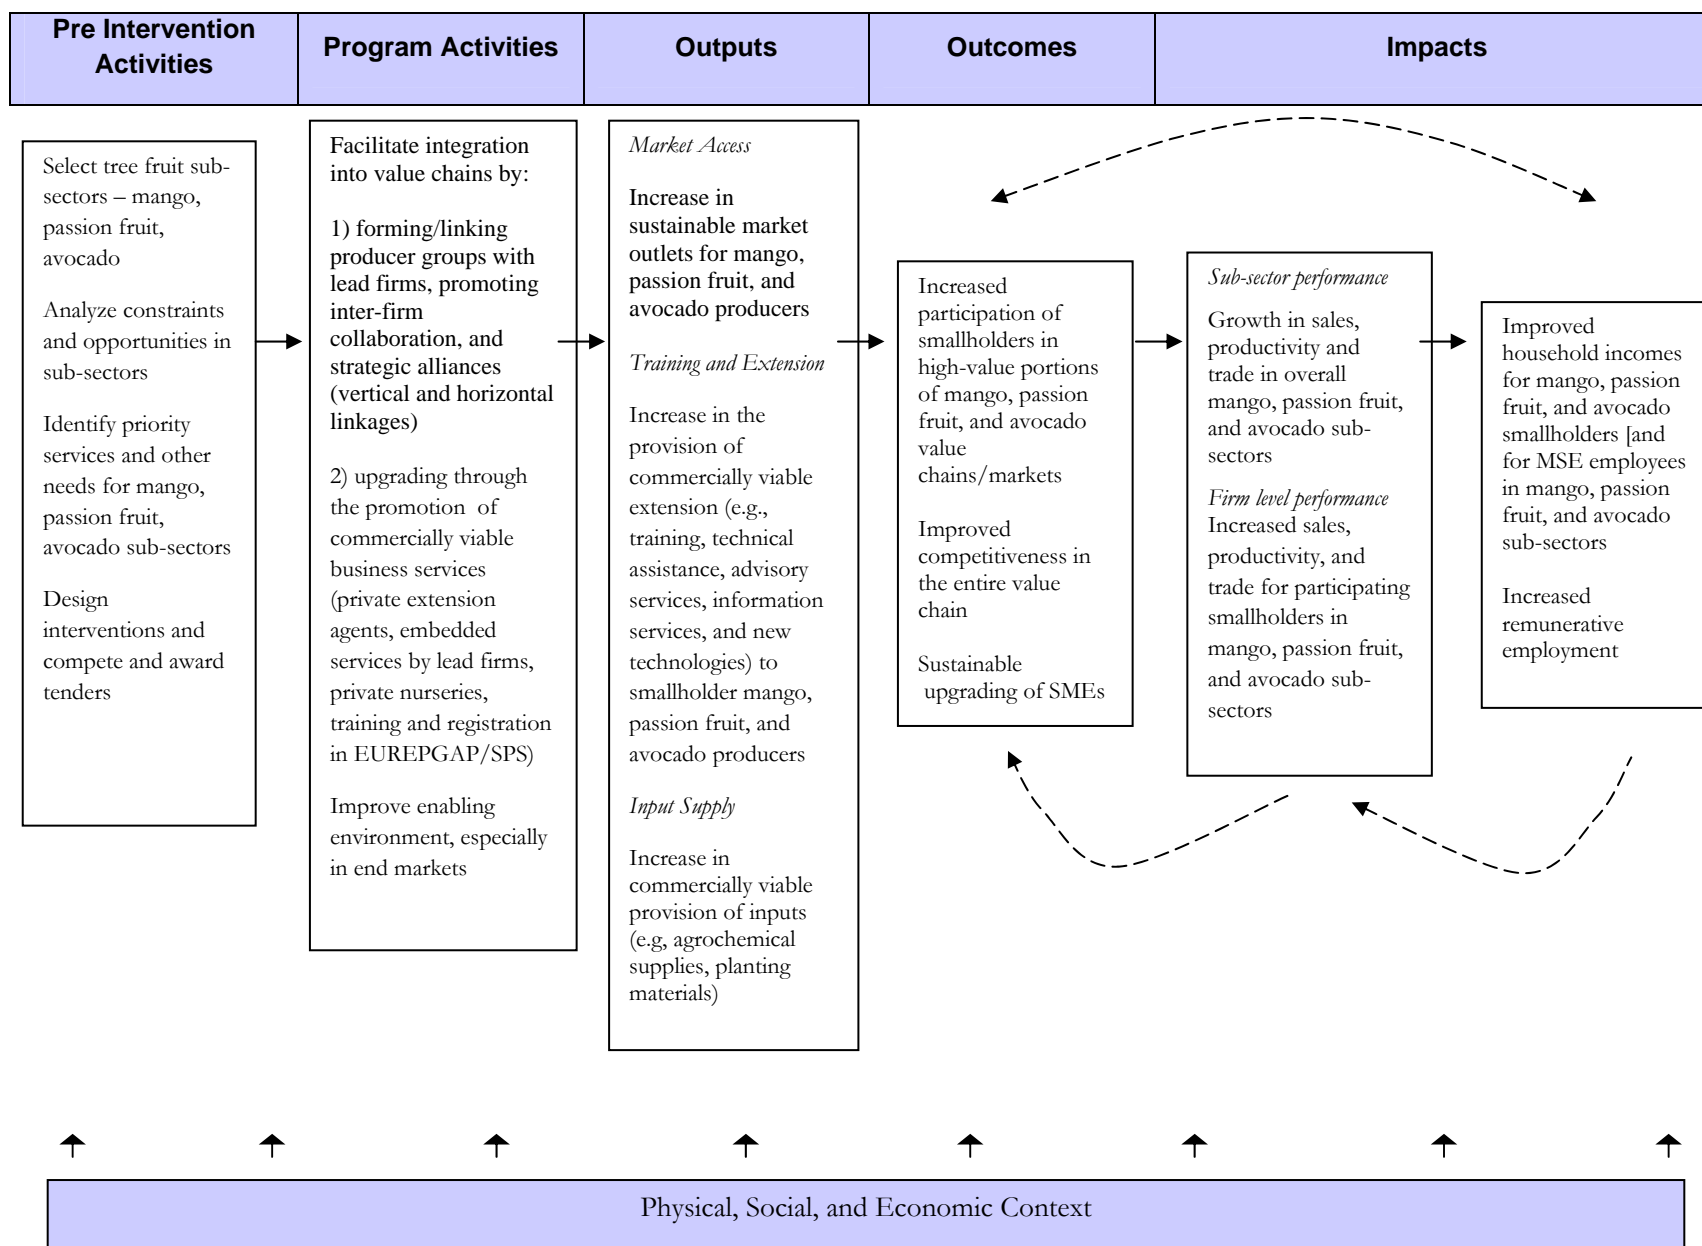 Pre Intervention
Activities
Program Activities
Outputs
Outcomes
Impacts
Select tree fruit sub-
sectors – mango,
passion fruit,
avocado
Analyze constraints
and opportunities in
sub-sectors
Identify priority
services and other
needs for mango,
passion fruit,
avocado sub-sectors
Design
interventions and
compete and award
tenders
Facilitate integration
into value chains by:
1) forming/linking
producer groups with
lead firms, promoting
inter-firm
collaboration, and
strategic alliances
(vertical and horizontal
linkages)
2) upgrading through
the promotion of
commercially viable
business services
(private extension
agents, embedded
services by lead firms,
private nurseries,
training and registration
in EUREPGAP/SPS)
Improve enabling
environment, especially
in end markets
Market Access
Increase in
sustainable market
outlets for mango,
passion fruit, and
avocado producers
Training and Extension
Increase in the
provision of
commercially viable
extension (e.g.,
training, technical
assistance, advisory
services, information
services, and new
technologies) to
smallholder mango,
passion fruit, and
avocado producers
Input Supply
Increase in
commercially viable
provision of inputs
(e.g, agrochemical
supplies, planting
materials)
Increased
participation of
smallholders in
high-value portions
of mango, passion
fruit, and avocado
value
chains/markets
Improved
competitiveness in
the entire value
chain
Sustainable
upgrading of SMEs
Sub-sector performance
Growth in sales,
productivity and
trade in overall
mango, passion fruit,
and avocado sub-
sectors
Firm level performance
Increased sales,
productivity, and
trade for participating
smallholders in
mango, passion fruit,
and avocado sub-
sectors
Improved
household incomes
for mango, passion
fruit, and avocado
smallholders [and
for MSE employees
in mango, passion
fruit, and avocado
sub-sectors
Increased
remunerative
employment
Physical, Social, and Economic Context